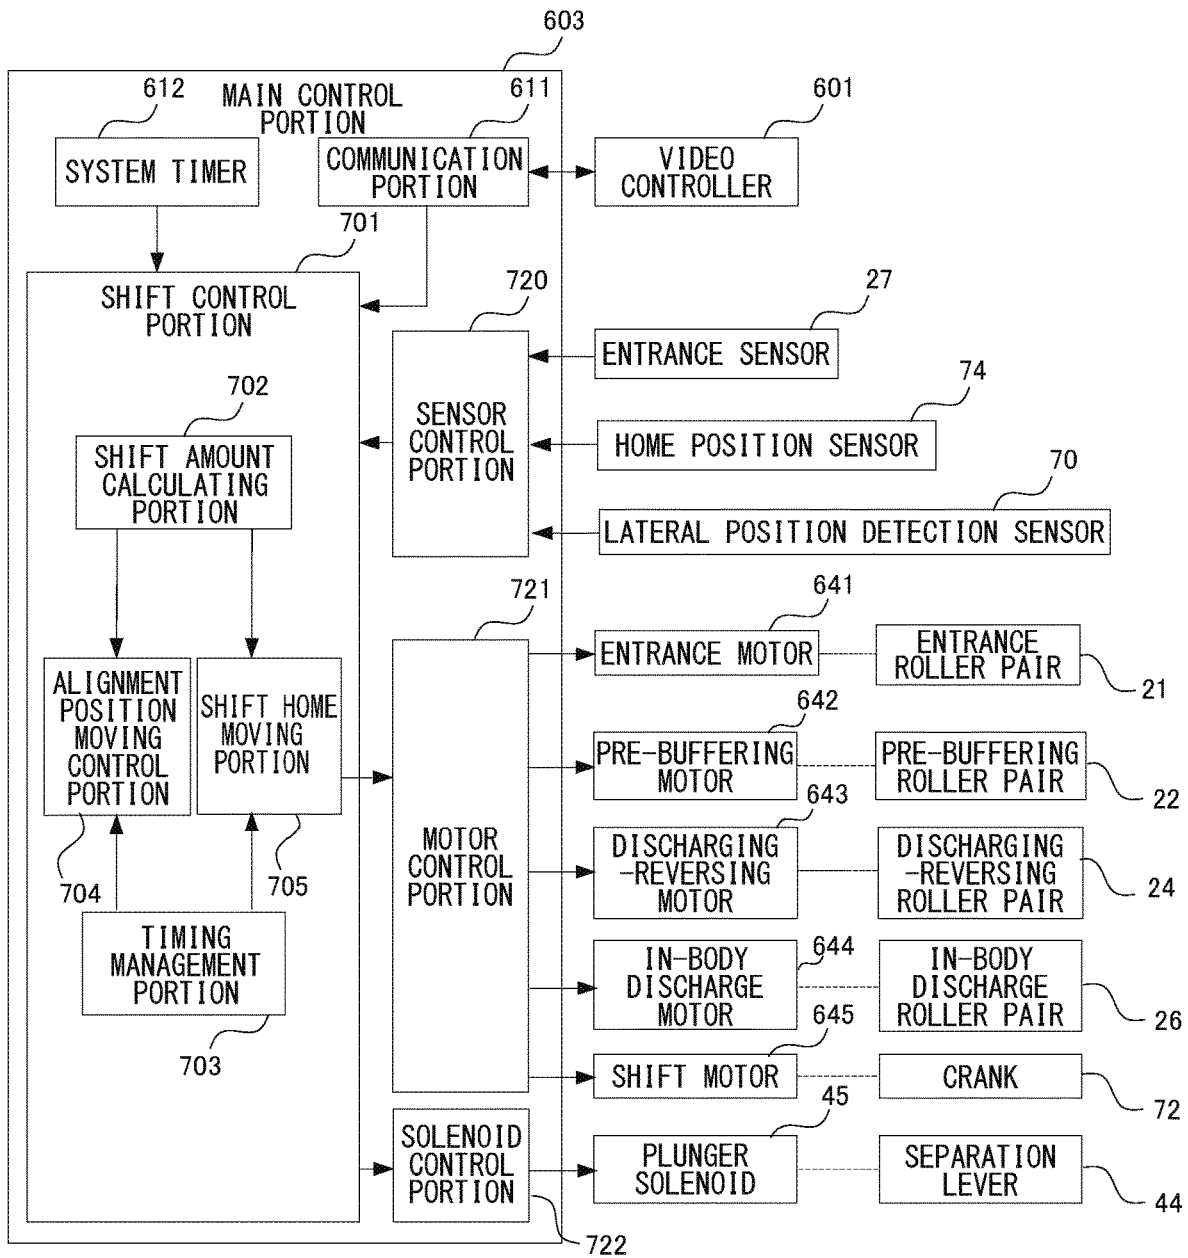 603
MAIN CONTROL
PORTION
612
SYSTEM TIMER
611
COMMUNICATION
PORTION
601
VIDEO
CONTROLLER
701
SHIFT CONTROL
PORTION
720
SENSOR
CONTROL
PORTION
27
ENTRANCE SENSOR
74
HOME POSITION SENSOR
70
LATERAL POSITION DETECTION SENSOR
702
SHIFT AMOUNT
CALCULATING
PORTION
ALIGNMENT
POSITION
MOVING
CONTROL
PORTION
704
SHIFT HOME
MOVING
PORTION
705
TIMING
MANAGEMENT
PORTION
703
721
MOTOR
CONTROL
PORTION
641
ENTRANCE MOTOR
ENTRANCE
ROLLER PAIR
21
642
PRE-BUFFERING
MOTOR
PRE-BUFFERING
ROLLER PAIR
22
643
DISCHARGING
-REVERSING
MOTOR
DISCHARGING
-REVERSING
ROLLER PAIR
24
644
IN-BODY
DISCHARGE
MOTOR
IN-BODY
DISCHARGE
ROLLER PAIR
26
645
SHIFT MOTOR
CRANK
72
SOLENOID
CONTROL
PORTION
722
45
PLUNGER
SOLENOID
SEPARATION
LEVER
44